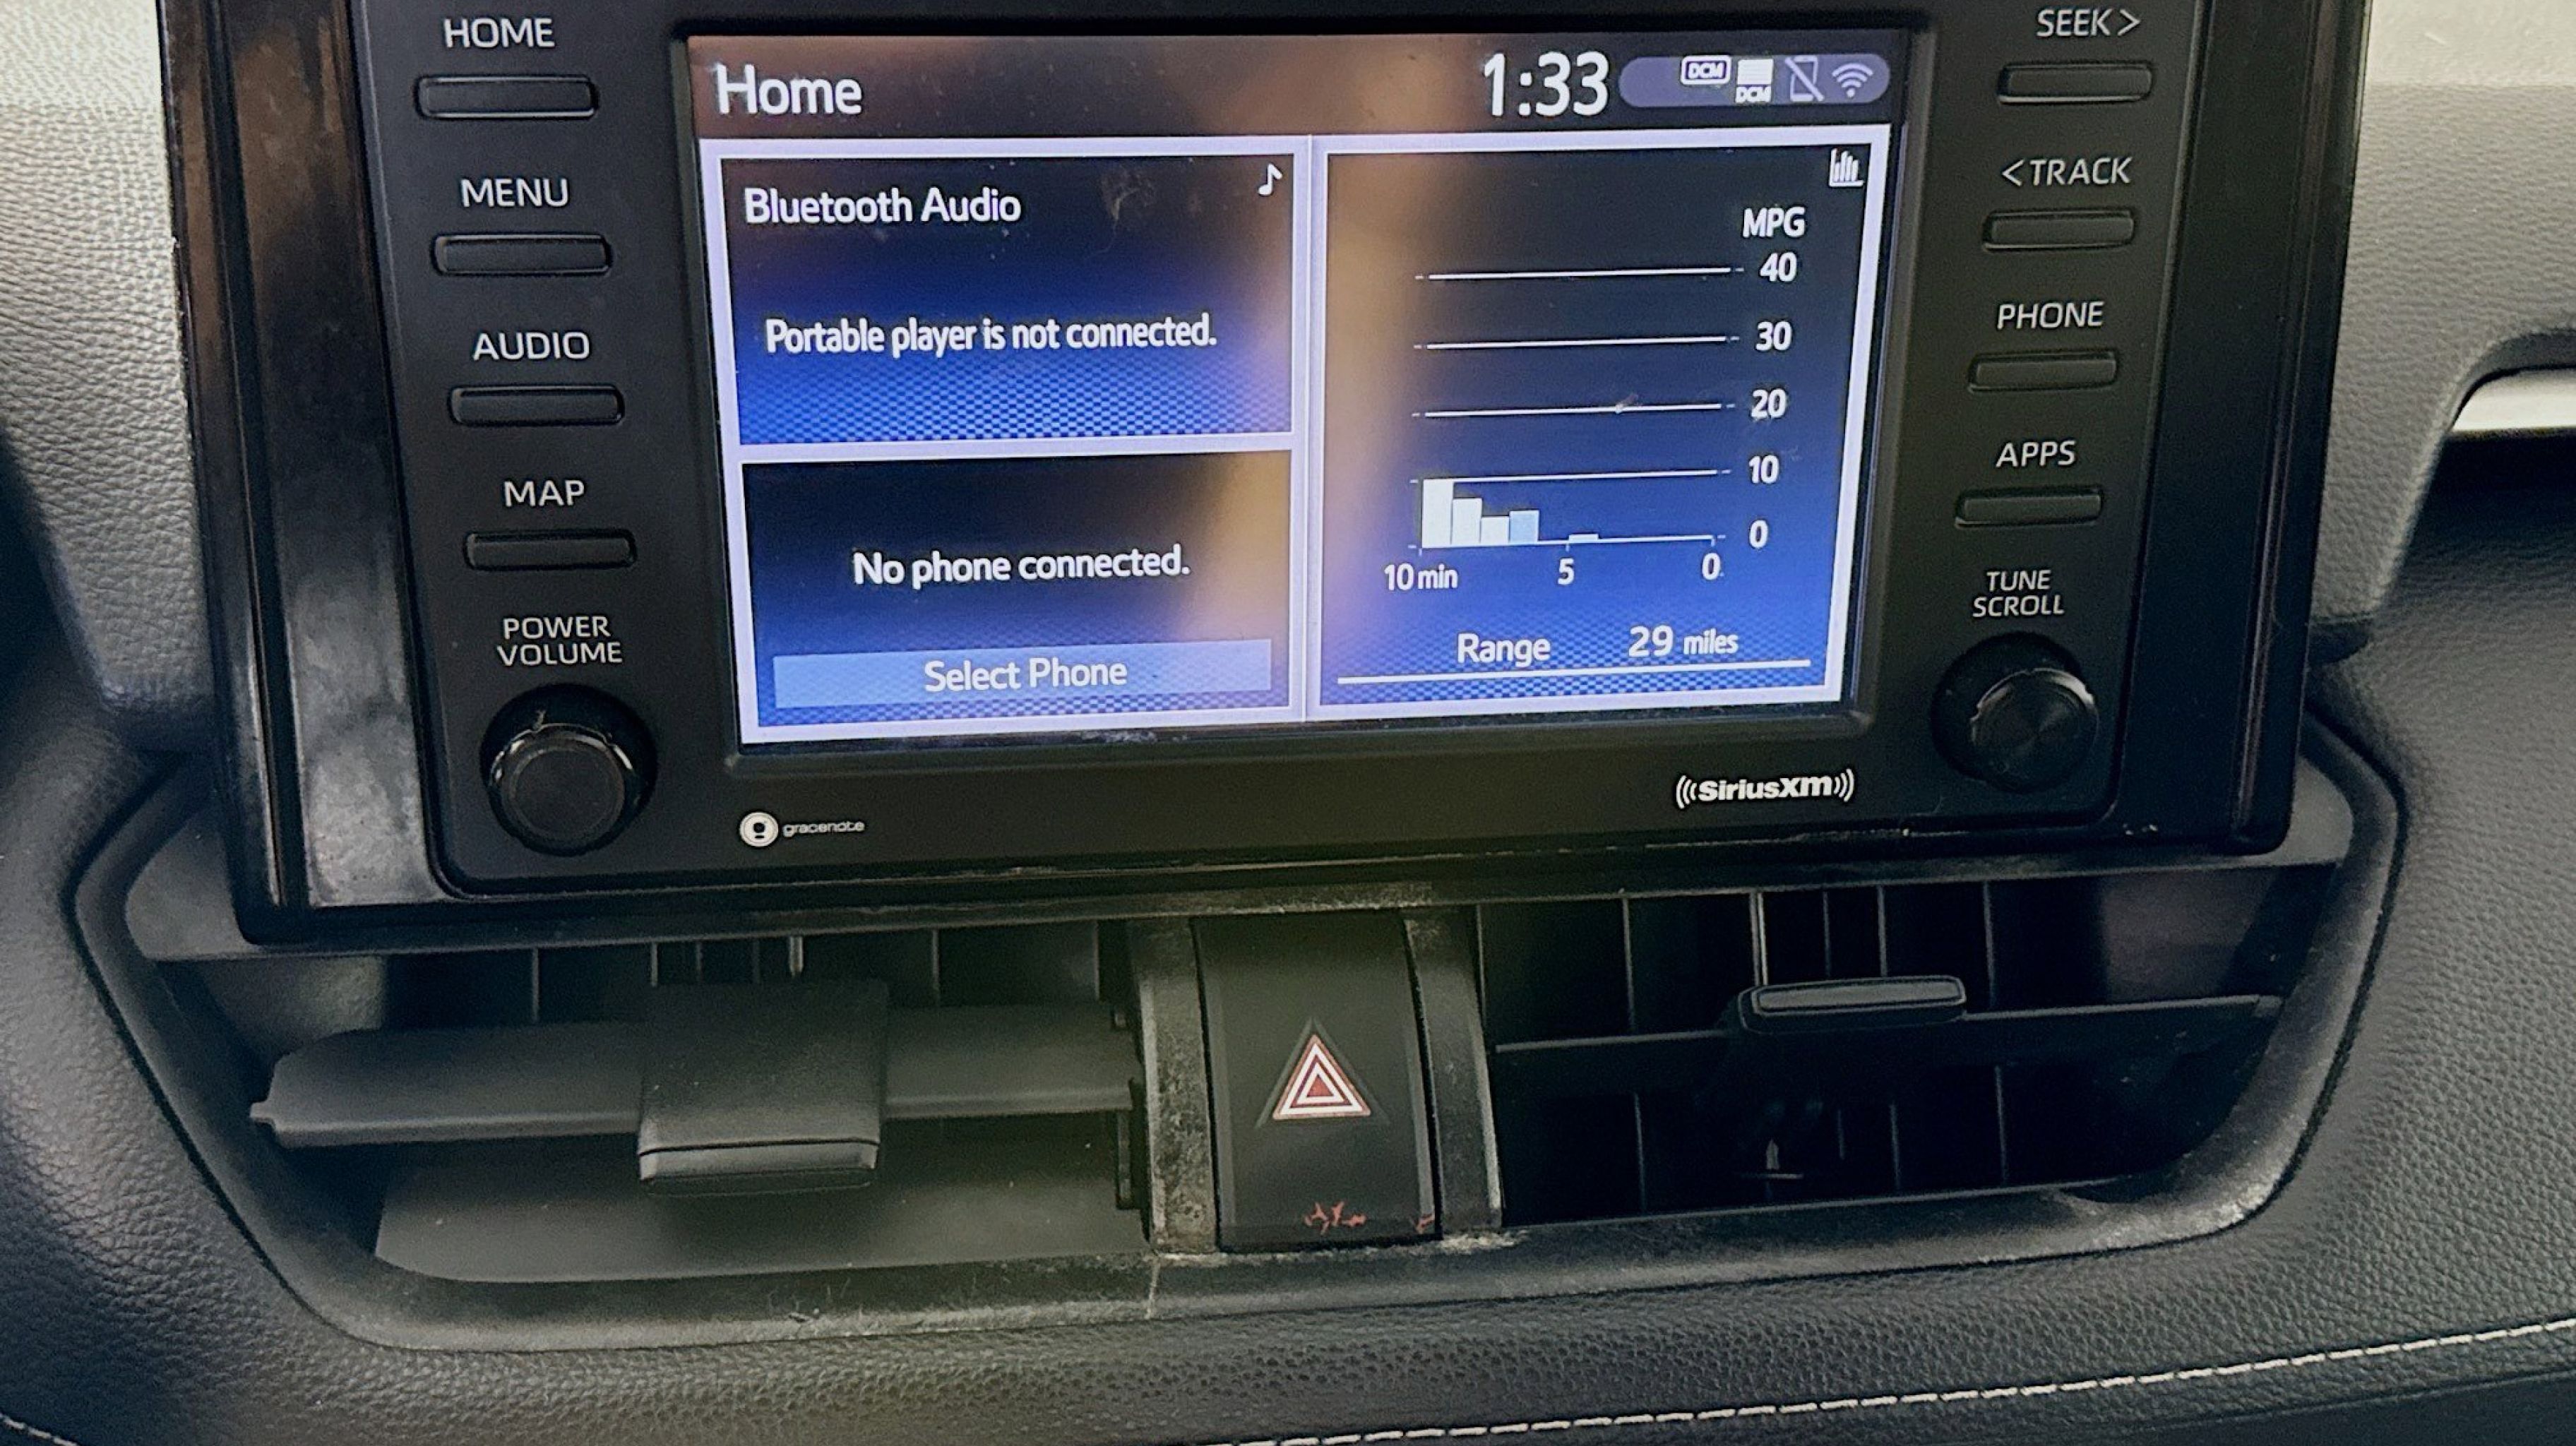 HOME
MENU
AUDIO
MAP
POWER
VOLUME
Home
1:33
DCM
DCM
Bluetooth Audio
Portable player is not connected.
No phone connected.
Select Phone
MPG
40
30
20
10
0
10 min 5 0
Range 29 miles
SEEK >
< TRACK
PHONE
APPS
TUNE
SCROLL
gracenote
SiriusXM